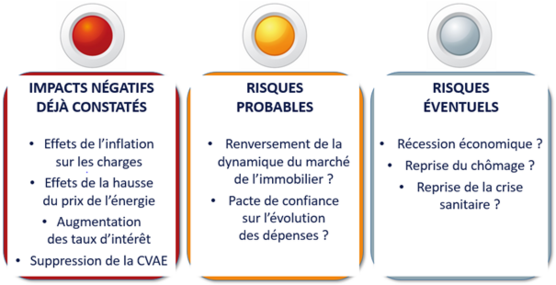 IMPACTS NÉGATIFS
DÉJÀ CONSTATÉS
• Effets de l'inflation
sur les charges
• Effets de la hausse
du prix de l'énergie
• Augmentation
des taux d'intérêt
• Suppression de la CVAE
RISQUES
PROBABLES
• Renversement de la
dynamique du marché
de l'immobilier ?
• Pacte de confiance
sur l'évolution
des dépenses ?
RISQUES
ÉVENTUELS
• Récession économique ?
• Reprise du chômage ?
• Reprise de la crise
sanitaire ?